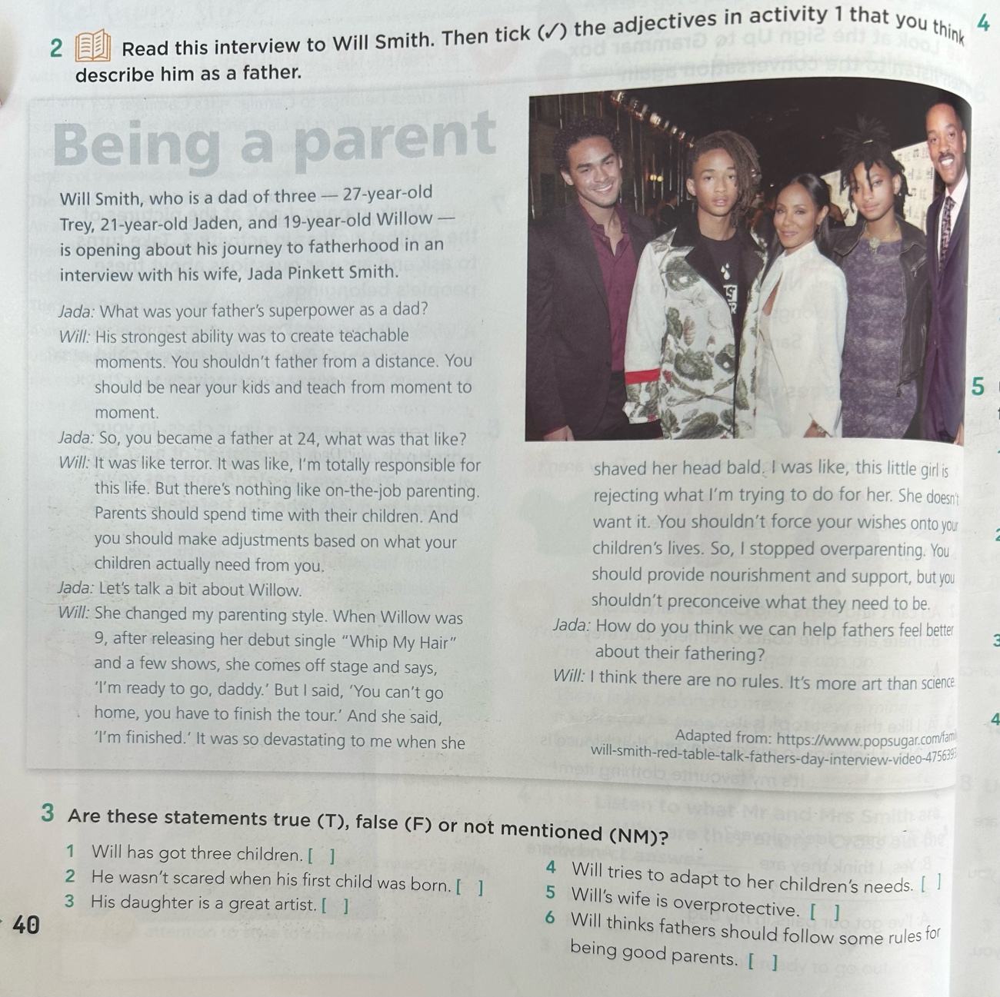 2 Read this interview to Will Smith. Then tick (✓) the adjectives in activity 1 that you think
describe him as a father.
Being a parent
Will Smith, who is a dad of three — 27-year-old
Trey, 21-year-old Jaden, and 19-year-old Willow —
is opening about his journey to fatherhood in an
interview with his wife, Jada Pinkett Smith.
Jada: What was your father's superpower as a dad?
Will: His strongest ability was to create teachable
moments. You shouldn't father from a distance. You
should be near your kids and teach from moment to
moment.
Jada: So, you became a father at 24, what was that like?
Will: It was like terror. It was like, I'm totally responsible for
this life. But there's nothing like on-the-job parenting.
Parents should spend time with their children. And
you should make adjustments based on what your
children actually need from you.
Jada: Let's talk a bit about Willow.
Will: She changed my parenting style. When Willow was
9, after releasing her debut single "Whip My Hair"
and a few shows, she comes off stage and says,
'I'm ready to go, daddy.' But I said, 'You can't go
home, you have to finish the tour.' And she said,
'I'm finished.' It was so devastating to me when she
shaved her head bald. I was like, this little girl is
rejecting what I'm trying to do for her. She doesn't
want it. You shouldn't force your wishes onto your
children's lives. So, I stopped overparenting. You
should provide nourishment and support, but you
shouldn't preconceive what they need to be.
Jada: How do you think we can help fathers feel better
about their fathering?
Will: I think there are no rules. It's more art than science.
Adapted from: https://www.popsugar.com/fami
will-smith-red-table-talk-fathers-day-interview-video-4756393
3 Are these statements true (T), false (F) or not mentioned (NM)?
1 Will has got three children. [ ]
2 He wasn't scared when his first child was born. [ ]
3 His daughter is a great artist. [ ]
4 Will tries to adapt to her children's needs. [ ]
5 Will's wife is overprotective. [ ]
6 Will thinks fathers should follow some rules for
being good parents. [ ]
40
4
5
2
3
4